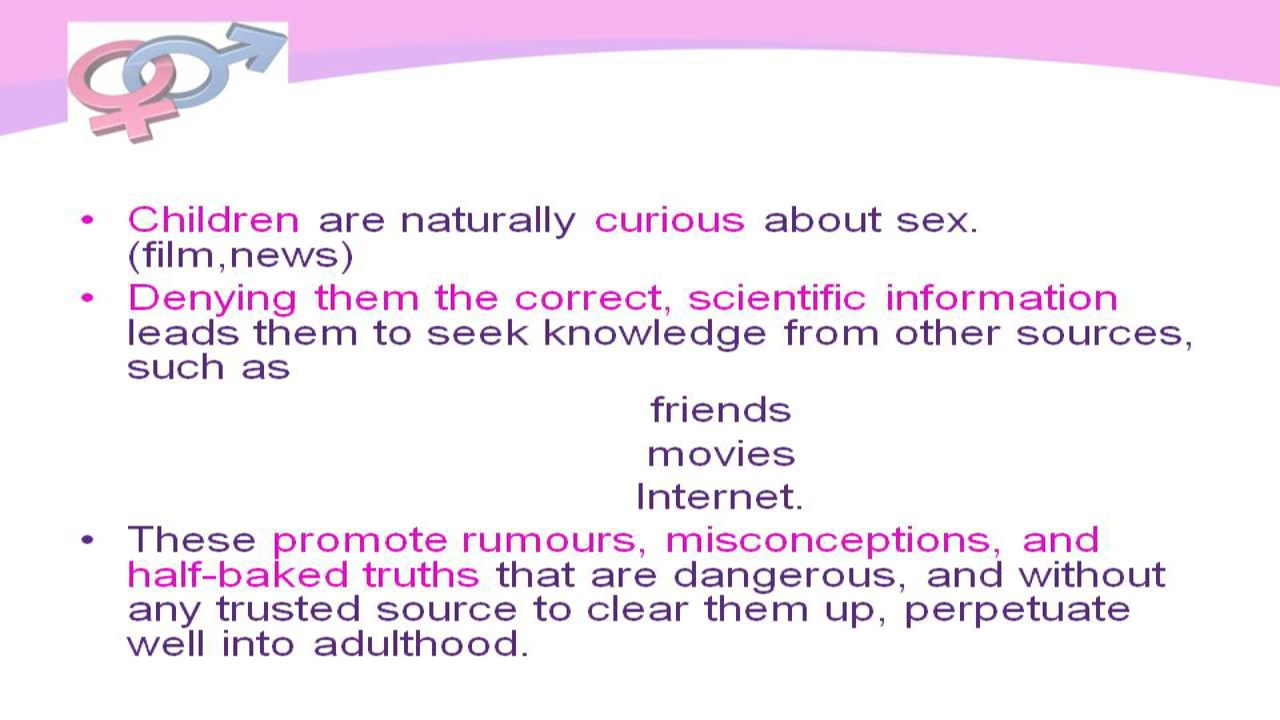 • Children are naturally curious about sex.
(film,news)
• Denying them the correct, scientific information
leads them to seek knowledge from other sources,
such as
friends
movies
Internet.
• These promote rumours, misconceptions, and
half-baked truths that are dangerous, and without
any trusted source to clear them up, perpetuate
well into adulthood.